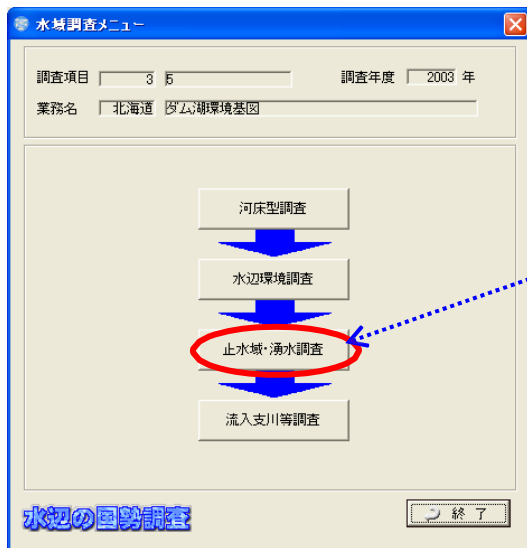 水域調査メニュー
調査項目 3 5 調査年度 2003 年
業務名 北海道 ダム湖環境基図
河床型調査
水辺環境調査
止水域・湧水調査
流入支川等調査
水辺の国勢調査
終了